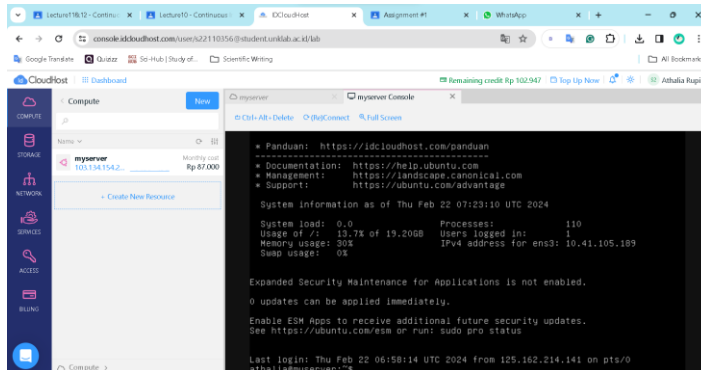 Lecture11&12 - Continu
Lecture10 - Continuous
IDCloudHost
Assignment #1
WhatsApp
console.idcloudhost.com/user/s22110356@student.unklab.ac.id/lab
Google Translate
Quizizz
Sci-Hub | Study of...
Scientific Writing
All Bookmark
CloudHost
Dashboard
Remaining credit Rp 102.947
Top Up Now
Athalia Rupi
COMPUTE
STORAGE
NETWORK
SERVICES
ACCESS
BILLING
Compute
New
Name
myserver
103.134.154.2...
Monthly cost
Rp 87.000
+ Create New Resource
Compute
myserver
myserver Console
Ctrl+Alt+Delete
(Re)Connect
Full Screen
* Panduan: https://idcloudhost.com/panduan
* Documentation: https://help.ubuntu.com
* Management: https://landscape.canonical.com
* Support: https://ubuntu.com/advantage
System information as of Thu Feb 22 07:23:10 UTC 2024
System load: 0.0 Processes: 110
Usage of /: 13.7% of 19.20GB Users logged in: 1
Memory usage: 30% IPv4 address for ens3: 10.41.105.189
Swap usage: 0%
Expanded Security Maintenance for Applications is not enabled.
0 updates can be applied immediately.
Enable ESM Apps to receive additional future security updates.
See https://ubuntu.com/esm or run: sudo pro status
Last login: Thu Feb 22 06:58:14 UTC 2024 from 125.162.214.141 on pts/0
athalia@myserver:~$